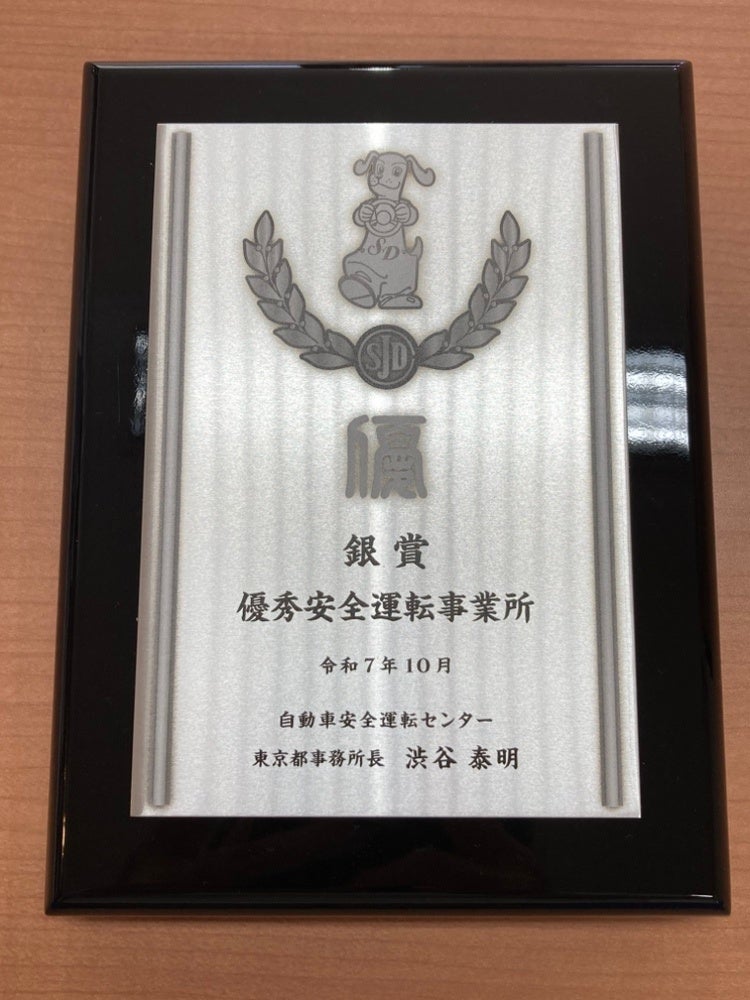 SD
SJD
優
銀賞
優秀安全運転事業所
令和7年10月
自動車安全運転センター
東京都事務所長 渋谷 泰明